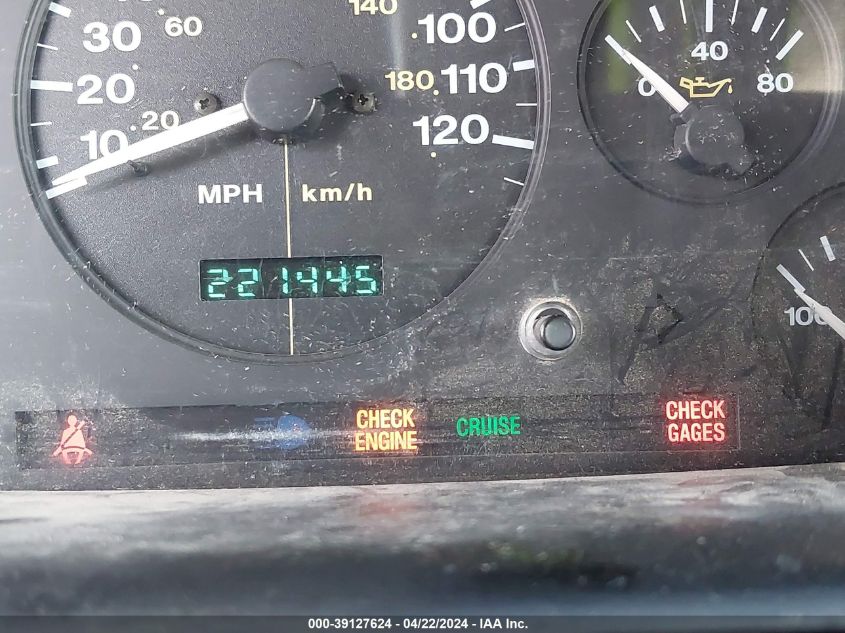 30 60 140 100
20 180 110
10 20 120
MPH km/h
221445
0 40 80
100
CHECK
ENGINE
CRUISE
CHECK
GAGES
000-39127624 - 04/22/2024 - IAA Inc.